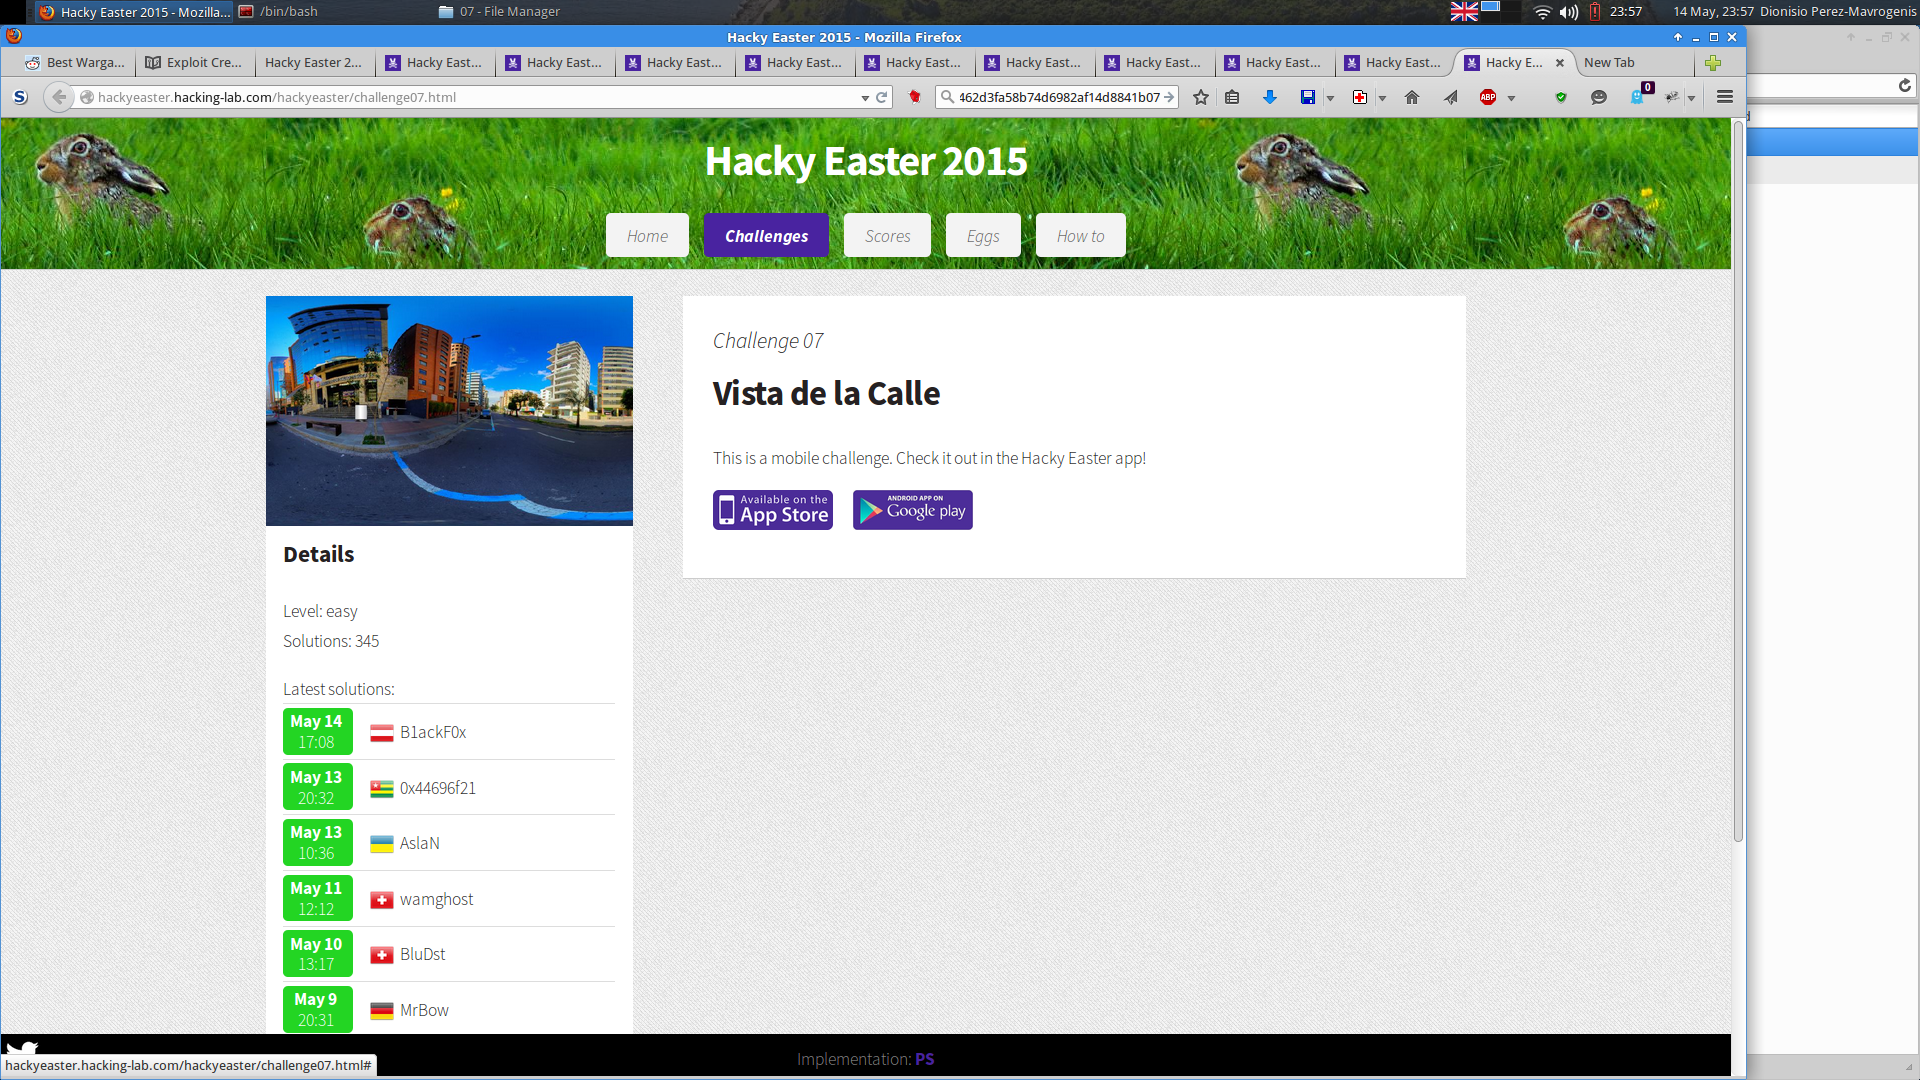 Hacky Easter 2015 - Mozilla...
/bin/bash
07 - File Manager
23:57
14 May, 23:57
Dionisio Perez-Mavrogenis
Hacky Easter 2015 - Mozilla Firefox
Best Warga...
Exploit Cre...
Hacky Easter 2...
Hacky East...
Hacky East...
Hacky East...
Hacky East...
Hacky East...
Hacky East...
Hacky East...
Hacky East...
Hacky East...
Hacky E...
New Tab
hackyeaster.hacking-lab.com/hackyeaster/challenge07.html
462d3fa58b74d6982af14d8841b07
ABP
0
Hacky Easter 2015
Home
Challenges
Scores
Eggs
How to
Challenge 07
Vista de la Calle
This is a mobile challenge. Check it out in the Hacky Easter app!
Available on the
App Store
ANDROID APP ON
Google play
Details
Level: easy
Solutions: 345
Latest solutions:
May 14
17:08
B1ackF0x
May 13
20:32
0x44696f21
May 13
10:36
AslaN
May 11
12:12
wamghost
May 10
13:17
BluDst
May 9
20:31
MrBow
Implementation: PS
hackyeaster.hacking-lab.com/hackyeaster/challenge07.html#